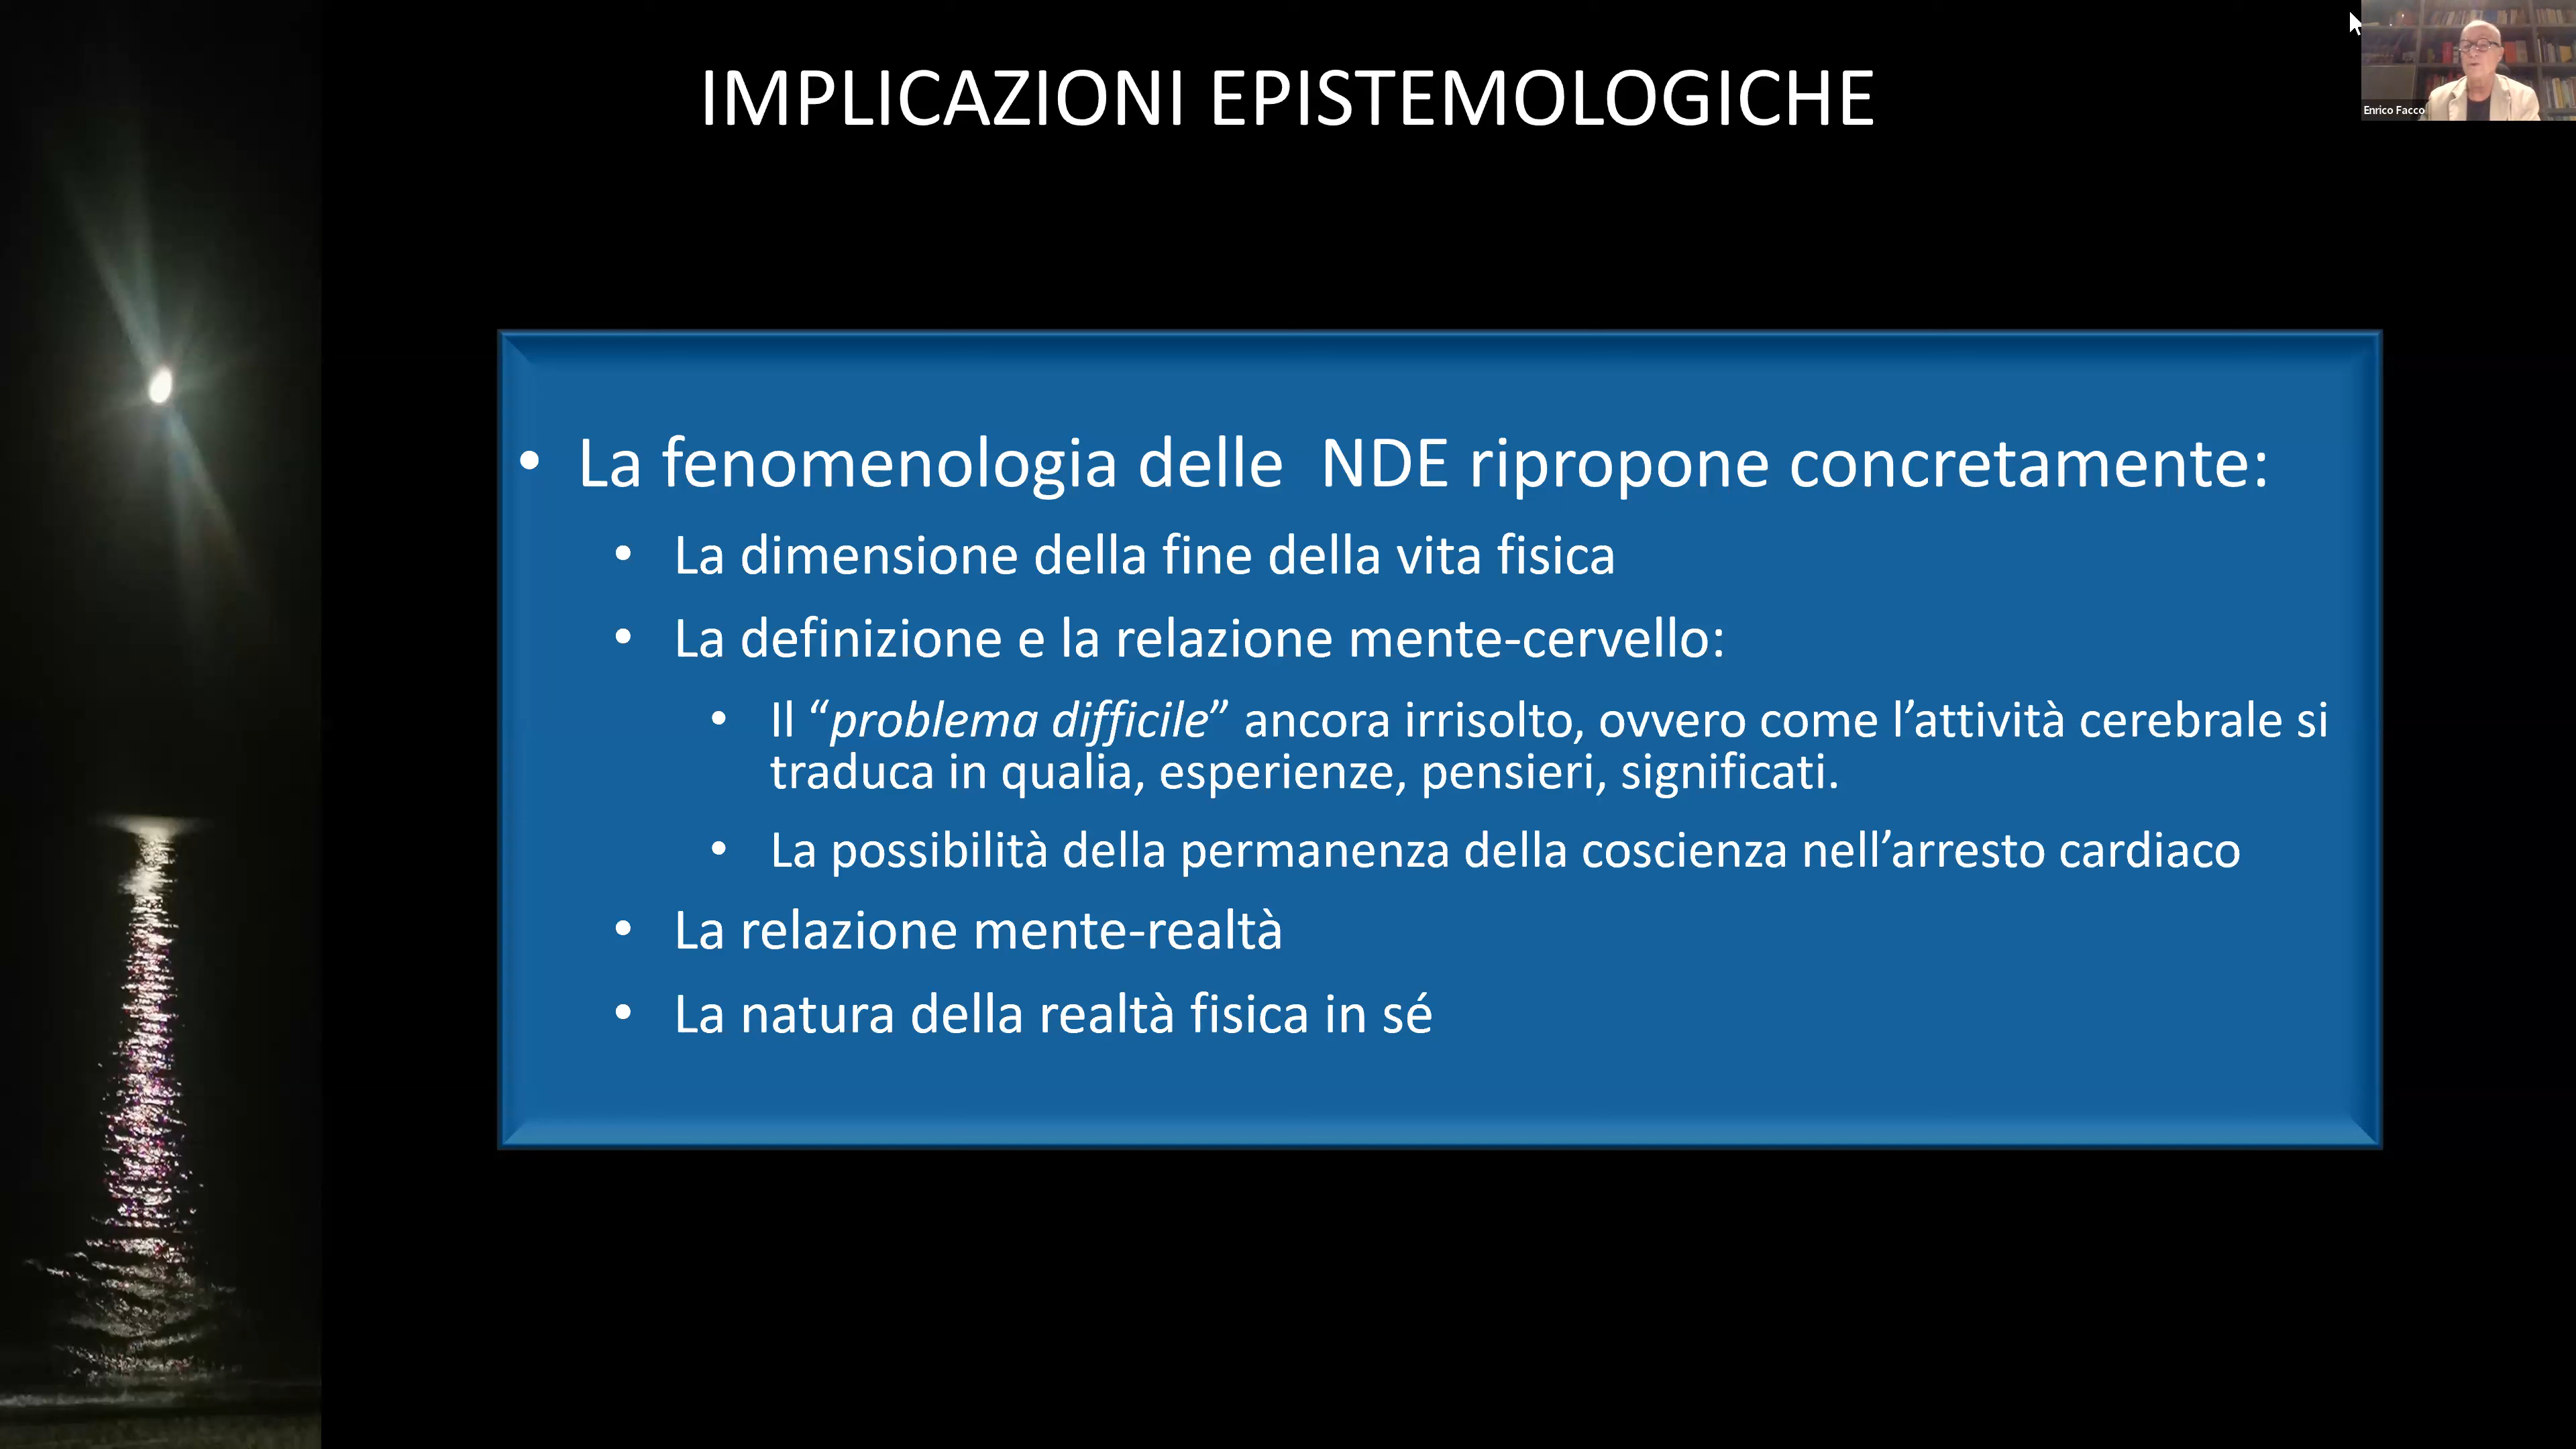 IMPLICAZIONI EPISTEMOLOGICHE
Enrico Facco
• La fenomenologia delle  NDE ripropone concretamente:
• La dimensione della fine della vita fisica
• La definizione e la relazione mente-cervello:
• Il “problema difficile” ancora irrisolto, ovvero come l’attività cerebrale si
traduca in qualia, esperienze, pensieri, significati.
• La possibilità della permanenza della coscienza nell’arresto cardiaco
• La relazione mente-realtà
• La natura della realtà fisica in sé